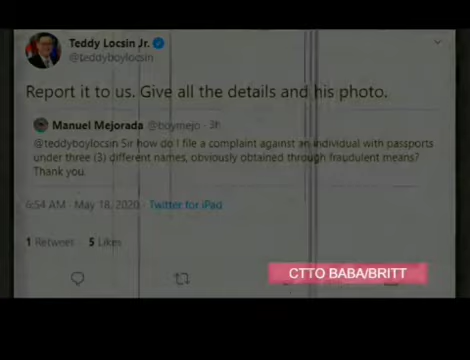 Teddy Locsin Jr.
@teddyboylocsin
Report it to us. Give all the details and his photo.
Manuel Mejorada @boymejo · 3h
@teddyboylocsin Sir how do I file a complaint against an individual with passports
under three (3) different names, obviously obtained through fraudulent means?
Thank you.
6:54 AM · May 18, 2020 · Twitter for iPad
1 Retweet 5 Likes
CTTO BABA/BRITT